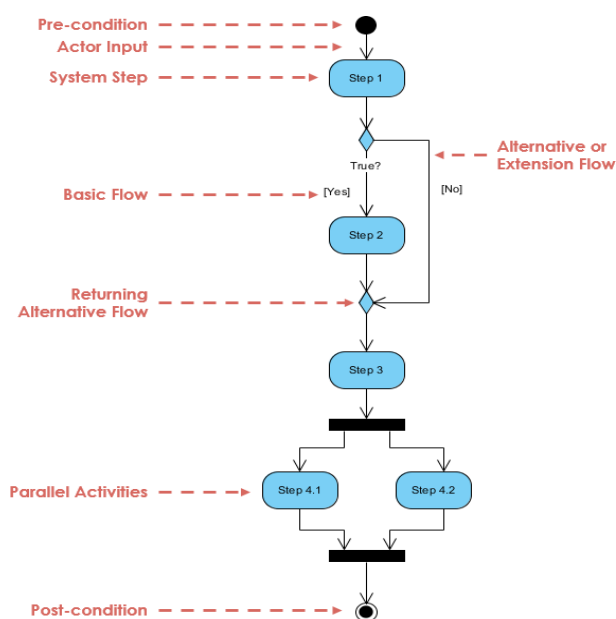 Pre-condition
Actor Input
System Step
Step 1
Alternative or
Extension Flow
True?
Basic Flow
[Yes]
[No]
Step 2
Returning
Alternative Flow
Step 3
Parallel Activities
Step 4.1
Step 4.2
Post-condition